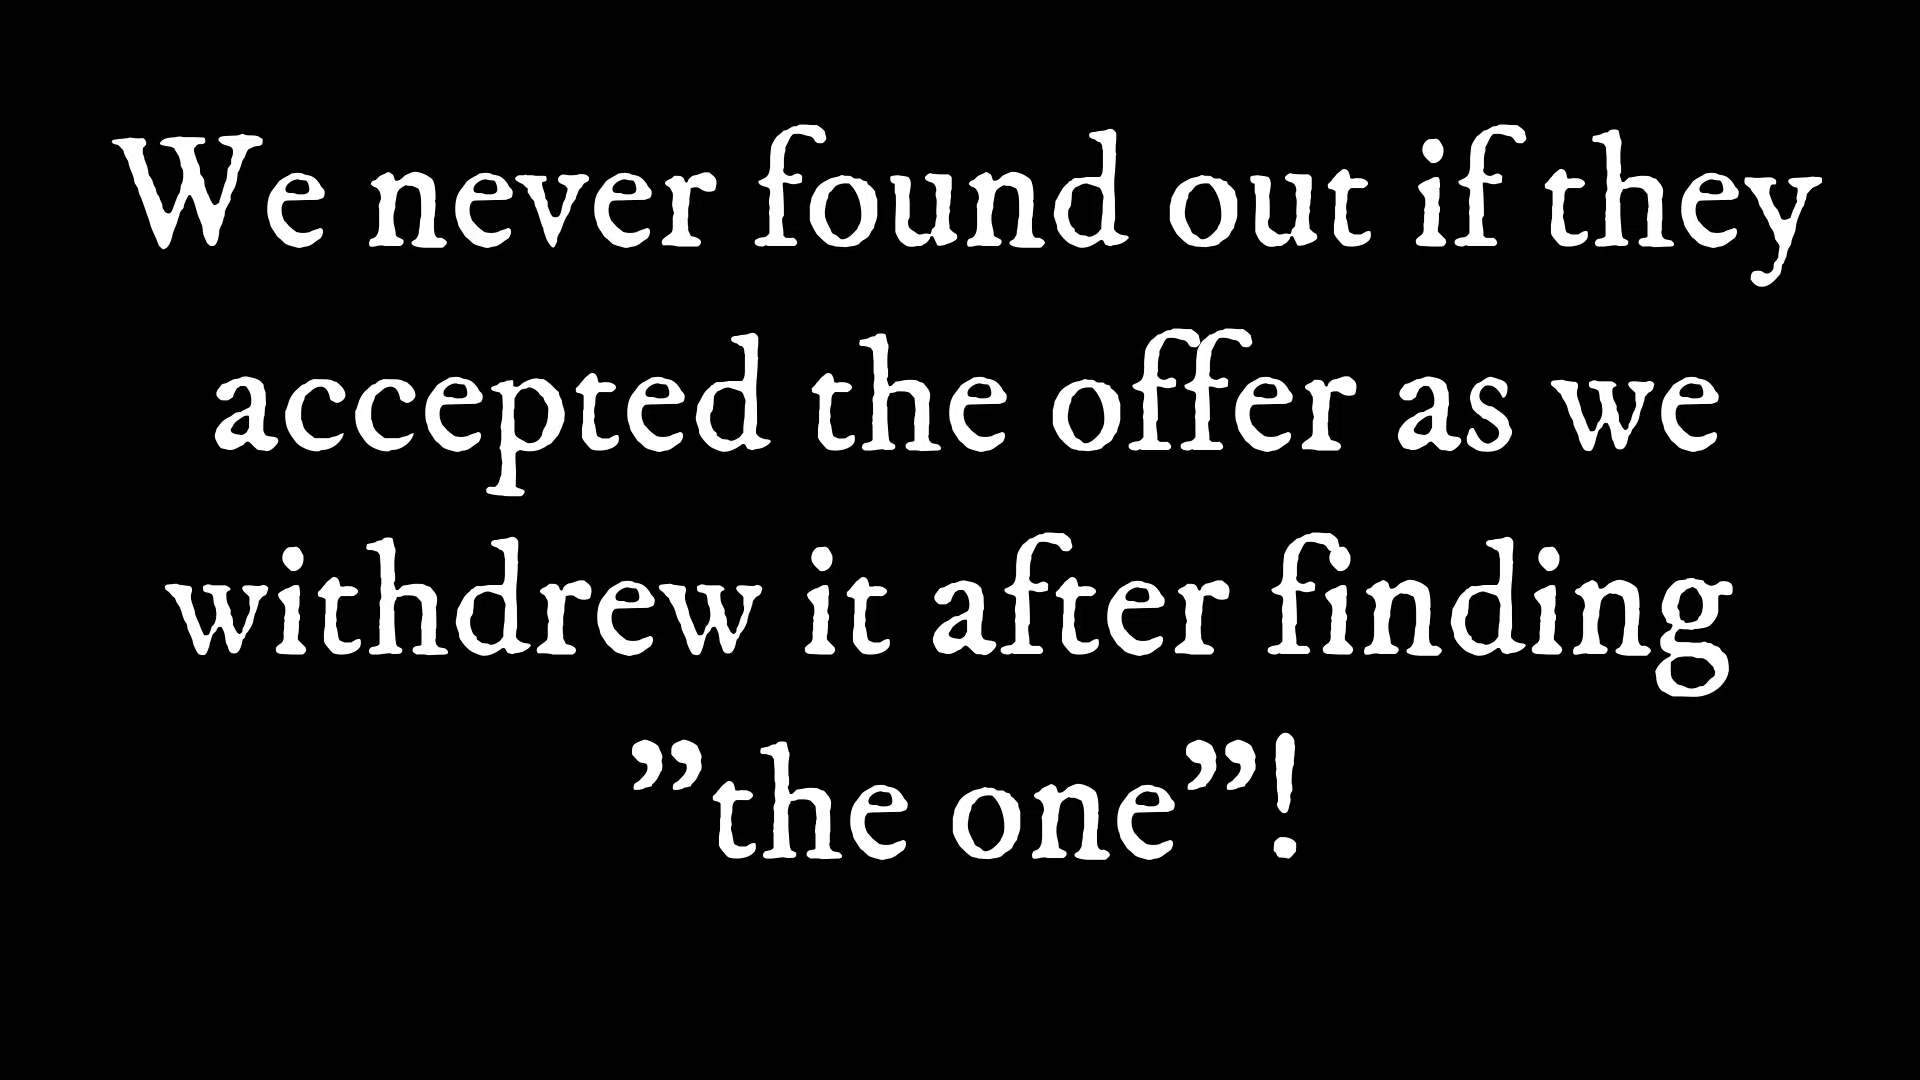 We never found out if they
accepted the offer as we
withdrew it after finding
”the one”!